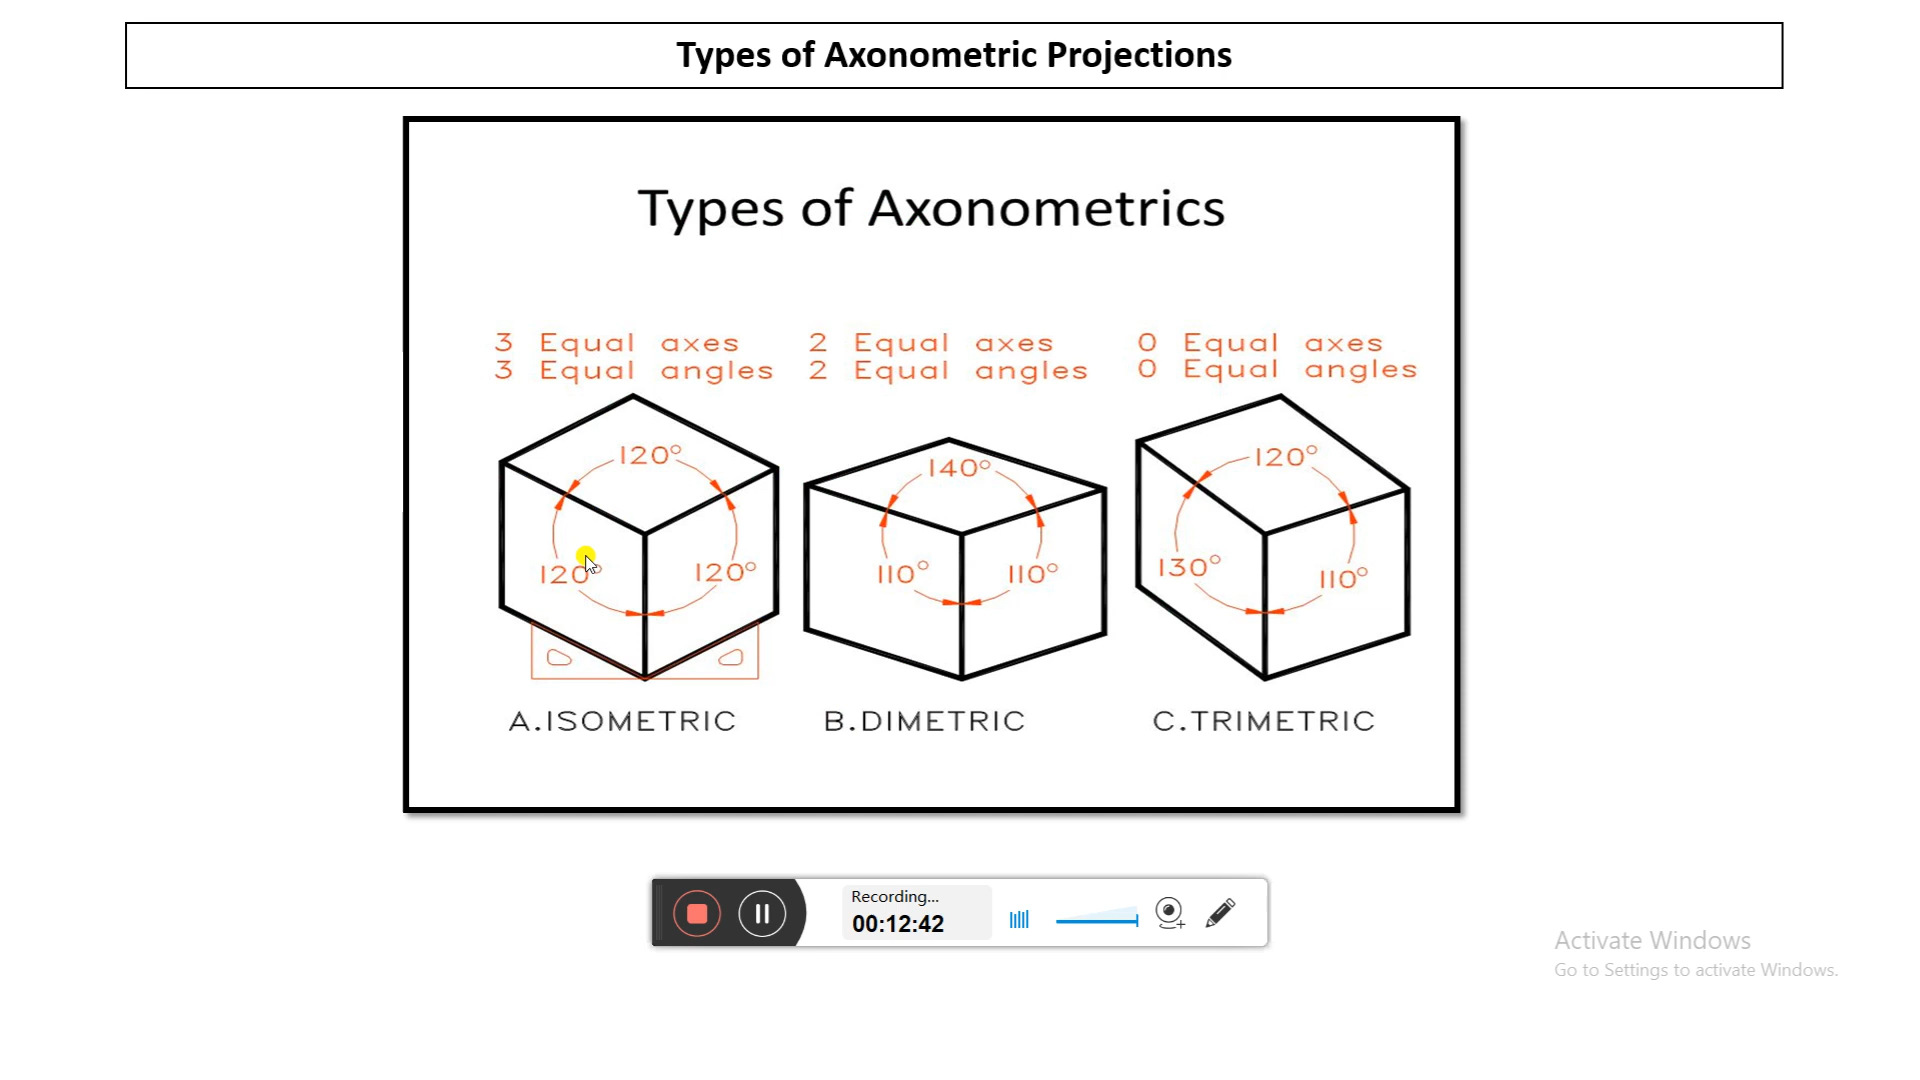 Types of Axonometric Projections
Types of Axonometrics
3 Equal axes
3 Equal angles
2 Equal axes
2 Equal angles
0 Equal axes
0 Equal angles
120°
120°
120°
140°
110°
110°
120°
130°
110°
A.ISOMETRIC
B.DIMETRIC
C.TRIMETRIC
Recording...
00:12:42
Activate Windows
Go to Settings to activate Windows.